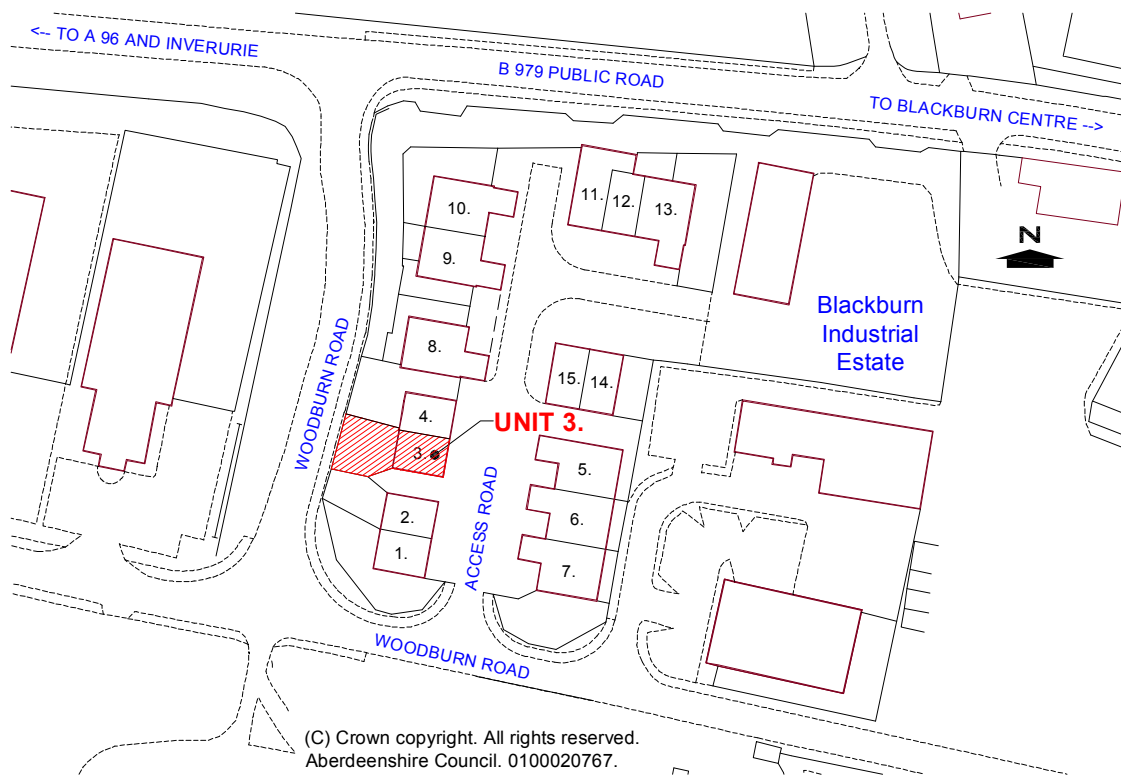 <-- TO A 96 AND INVERURIE
B 979 PUBLIC ROAD
TO BLACKBURN CENTRE -->
11.
12.
13.
10.
9.
N
Blackburn
Industrial
Estate
8.
WOODBURN ROAD
15.
14.
4.
UNIT 3.
3.
5.
2.
6.
1.
7.
ACCESS ROAD
WOODBURN ROAD
(C) Crown copyright. All rights reserved.
Aberdeenshire Council. 0100020767.